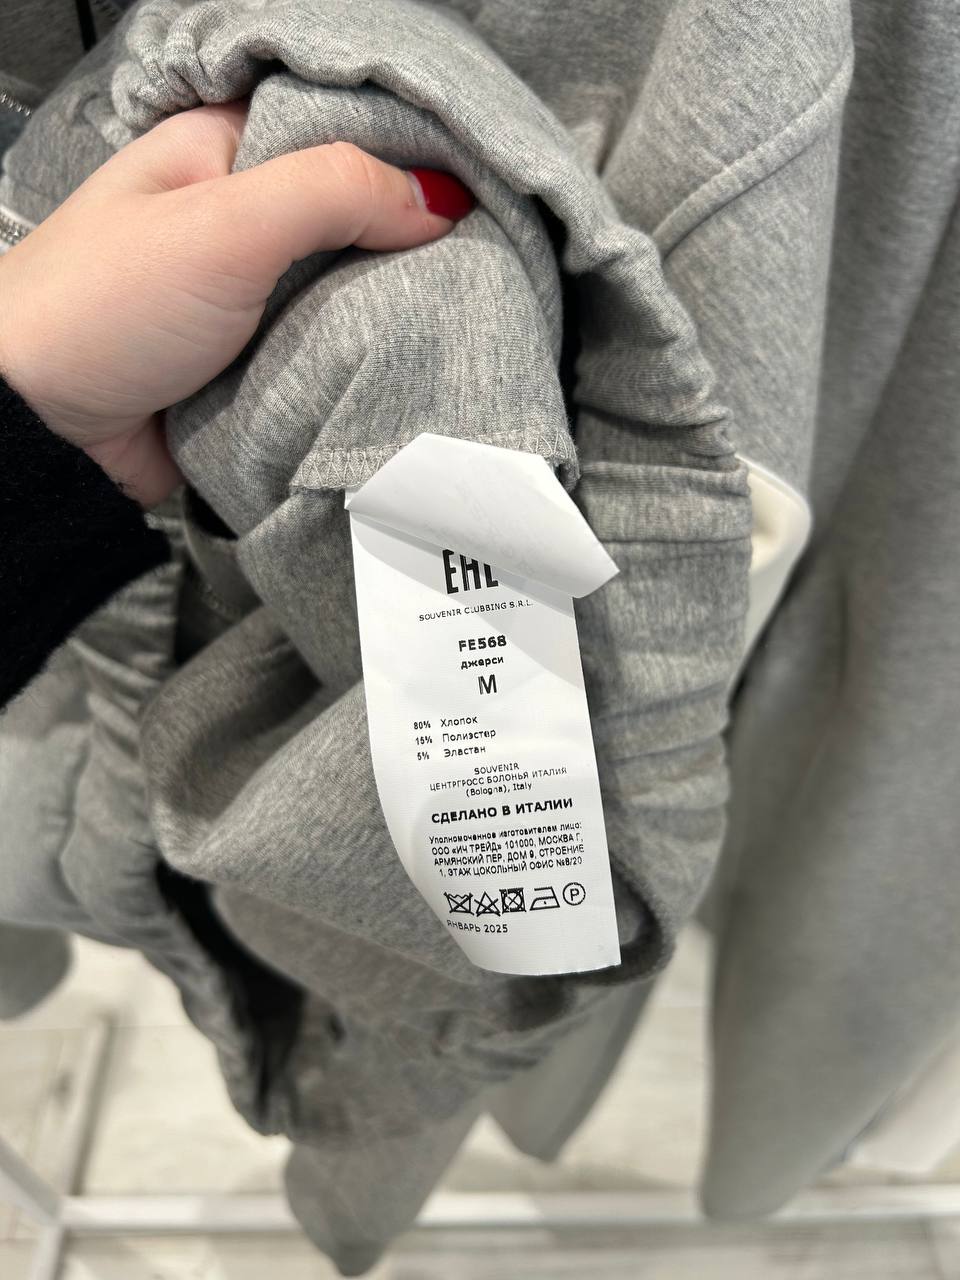 EAC
SOUVENIR CLUBBING S.R.L.
FE568
джерси
M
80% Хлопок
15% Полиэстер
5% Эластан
SOUVENIR
ЦЕНТРГРОСС БОЛОНЬЯ ИТАЛИЯ
(Bologna), Italy
СДЕЛАНО В ИТАЛИИ
Уполномоченное изготовителем лицо:
ООО «ИЧ ТРЕЙД» 101000, МОСКВА Г,
АРМЯНСКИЙ ПЕР, ДОМ 9, СТРОЕНИЕ
1, ЭТАЖ ЦОКОЛЬНЫЙ ОФИС №8/20
P
ЯНВАРЬ 2025